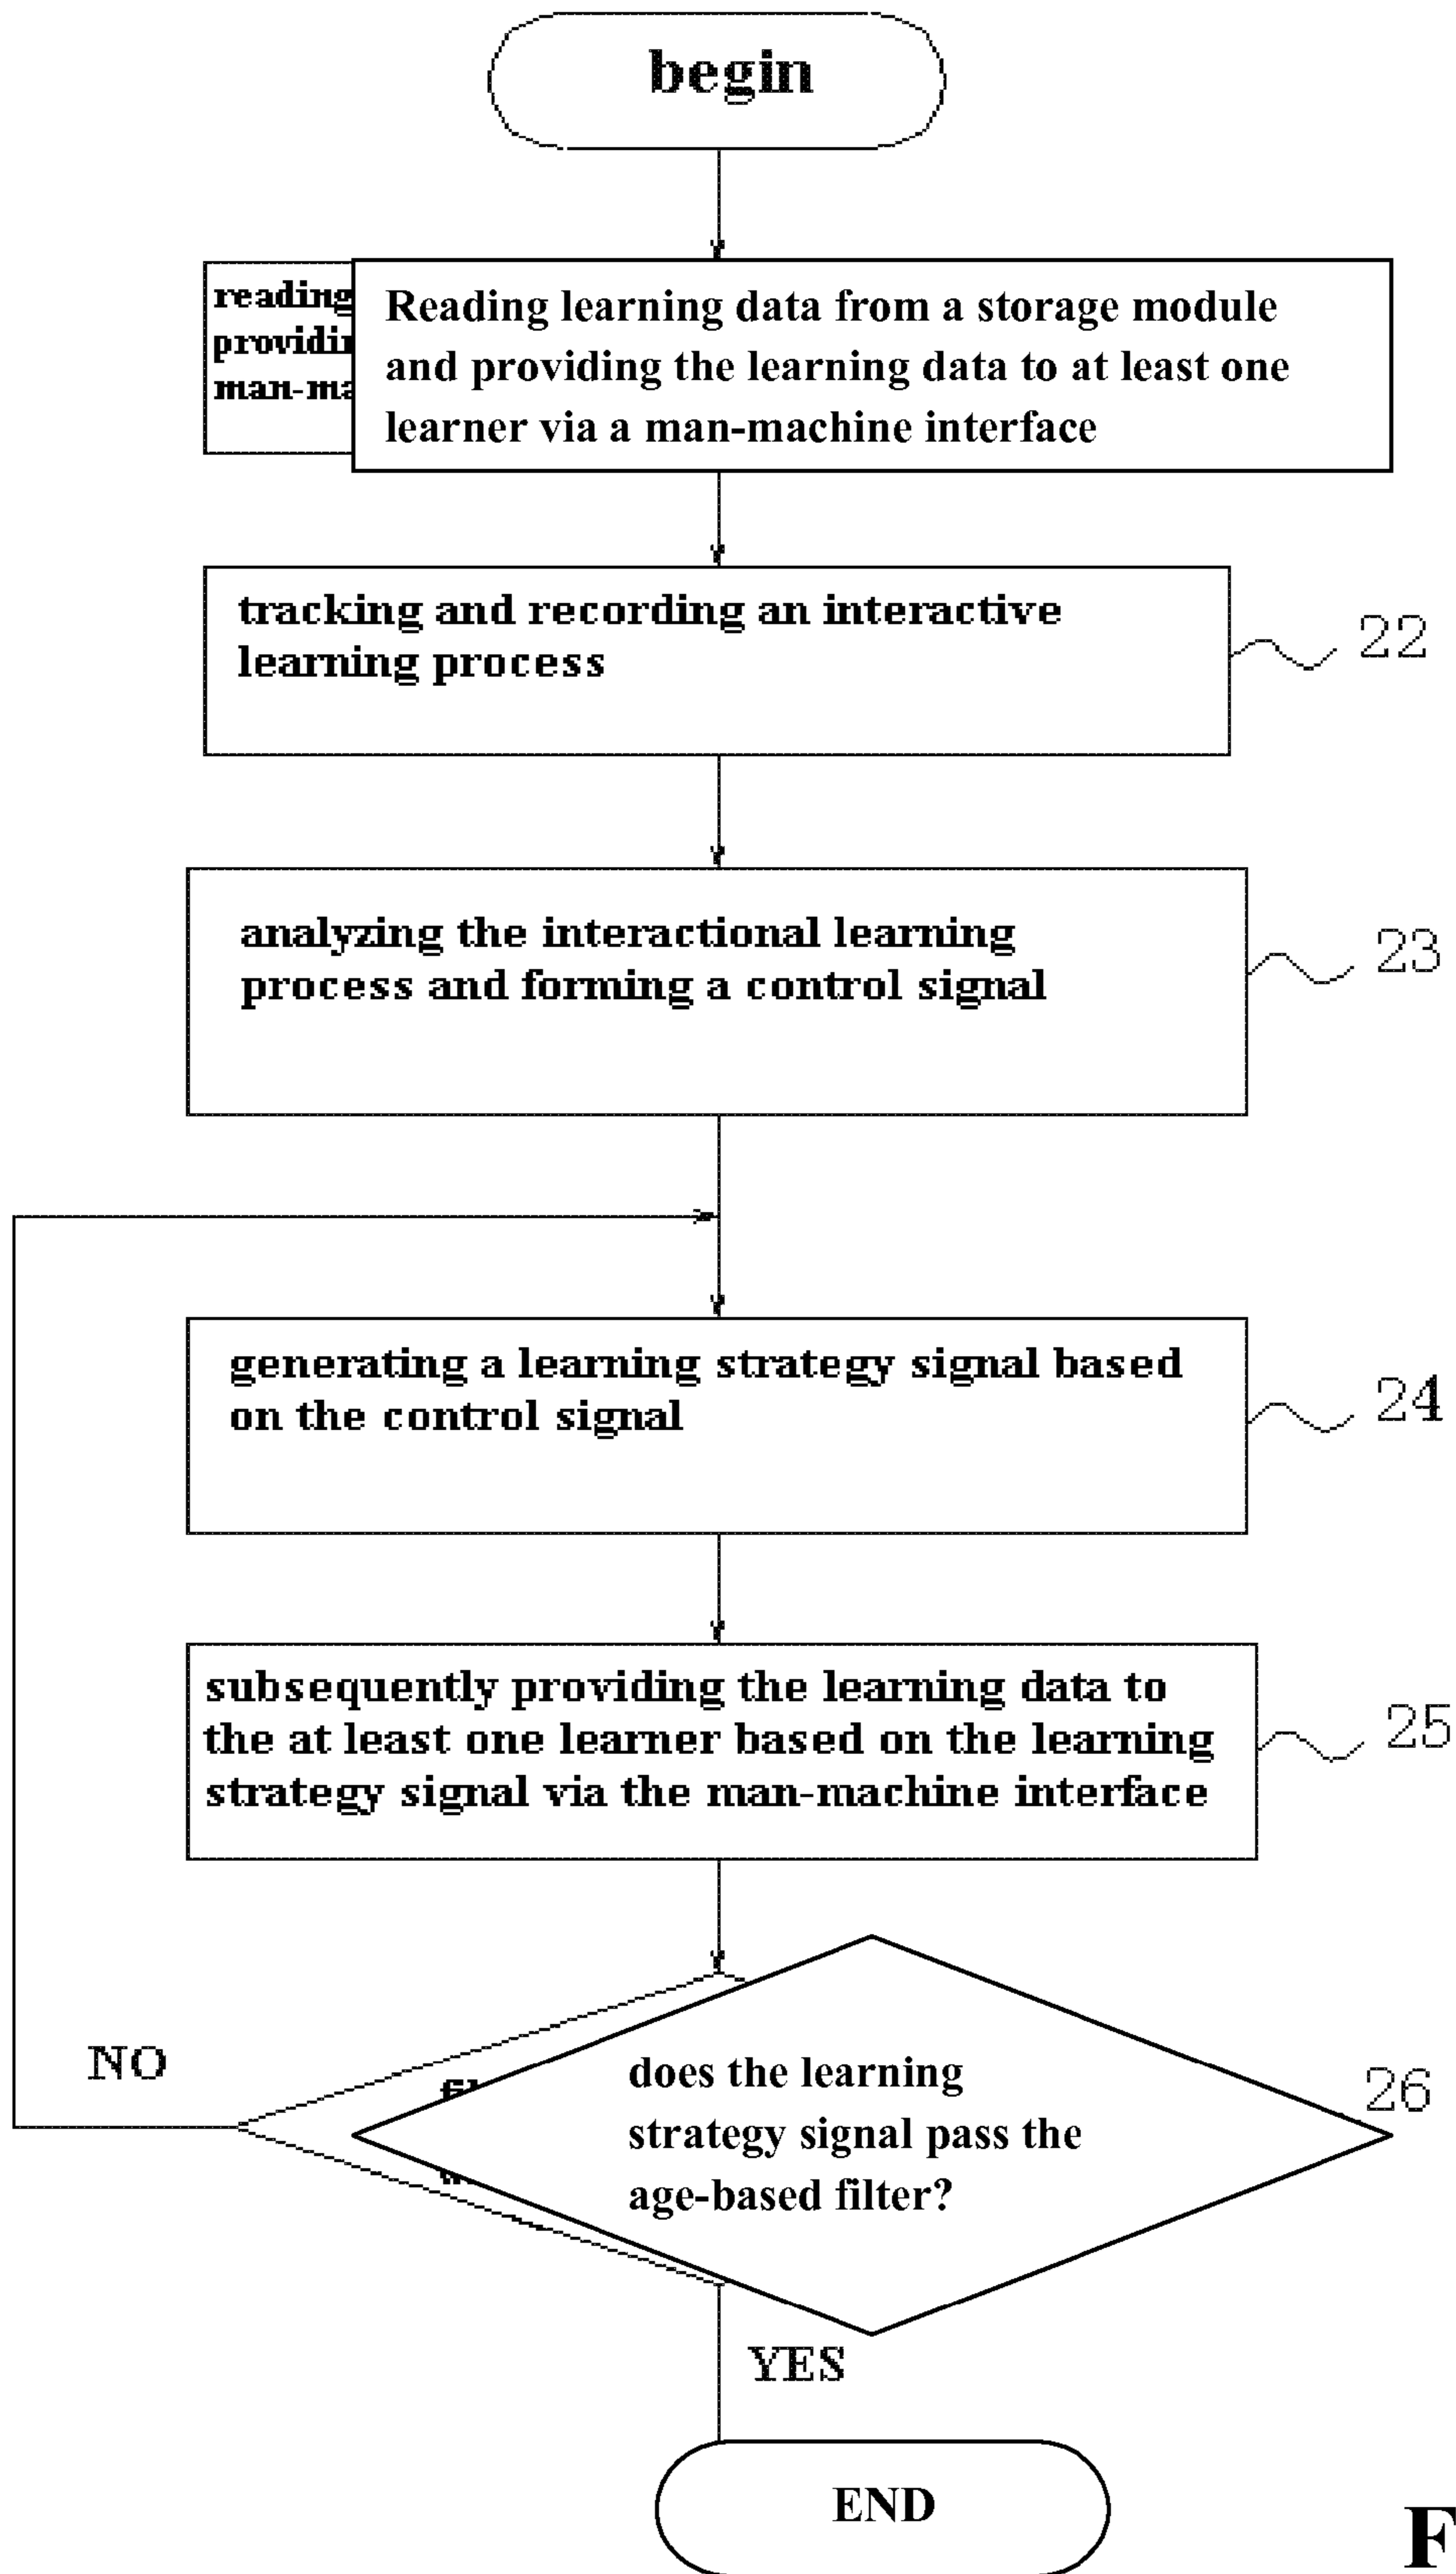 begin
reading
Reading learning data from a storage module
and providing the learning data to at least one
learner via a man-machine interface
tracking and recording an interactive
learning process
22
analyzing the interactional learning
process and forming a control signal
23
generating a learning strategy signal based
on the control signal
24
subsequently providing the learning data to
the at least one learner based on the learning
strategy signal via the man-machine interface
25
NO
does the learning
strategy signal pass the
age-based filter?
26
YES
END
F